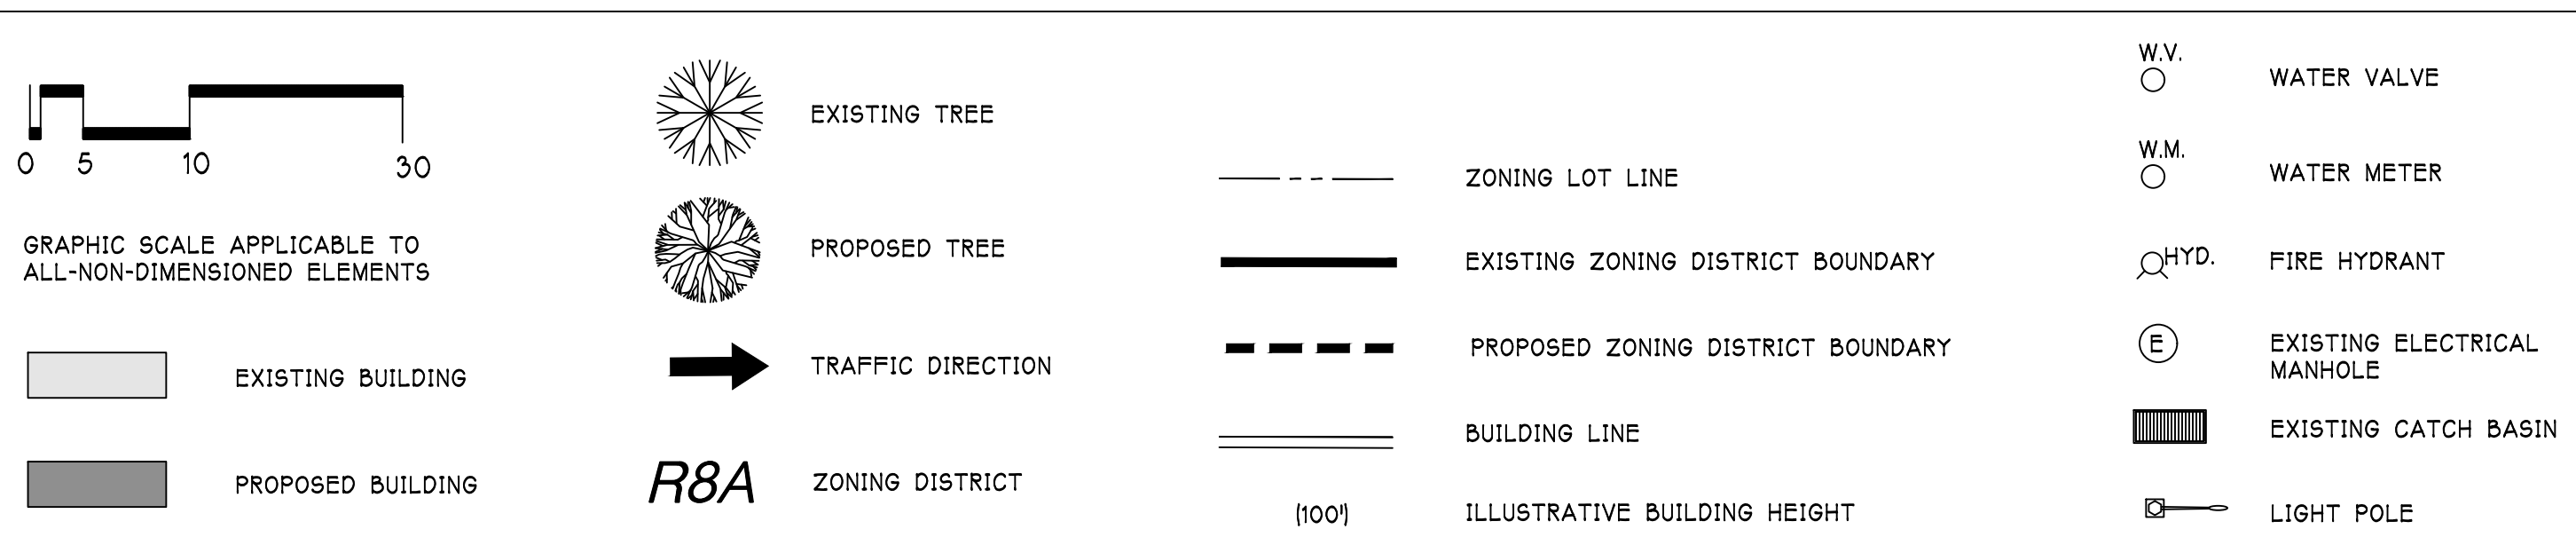 0 5 10 30
GRAPHIC SCALE APPLICABLE TO
ALL-NON-DIMENSIONED ELEMENTS
EXISTING BUILDING
PROPOSED BUILDING
EXISTING TREE
PROPOSED TREE
TRAFFIC DIRECTION
R8A ZONING DISTRICT
ZONING LOT LINE
EXISTING ZONING DISTRICT BOUNDARY
PROPOSED ZONING DISTRICT BOUNDARY
BUILDING LINE
(100') ILLUSTRATIVE BUILDING HEIGHT
W.V.
WATER VALVE
W.M.
WATER METER
HYD. FIRE HYDRANT
E EXISTING ELECTRICAL
MANHOLE
EXISTING CATCH BASIN
LIGHT POLE